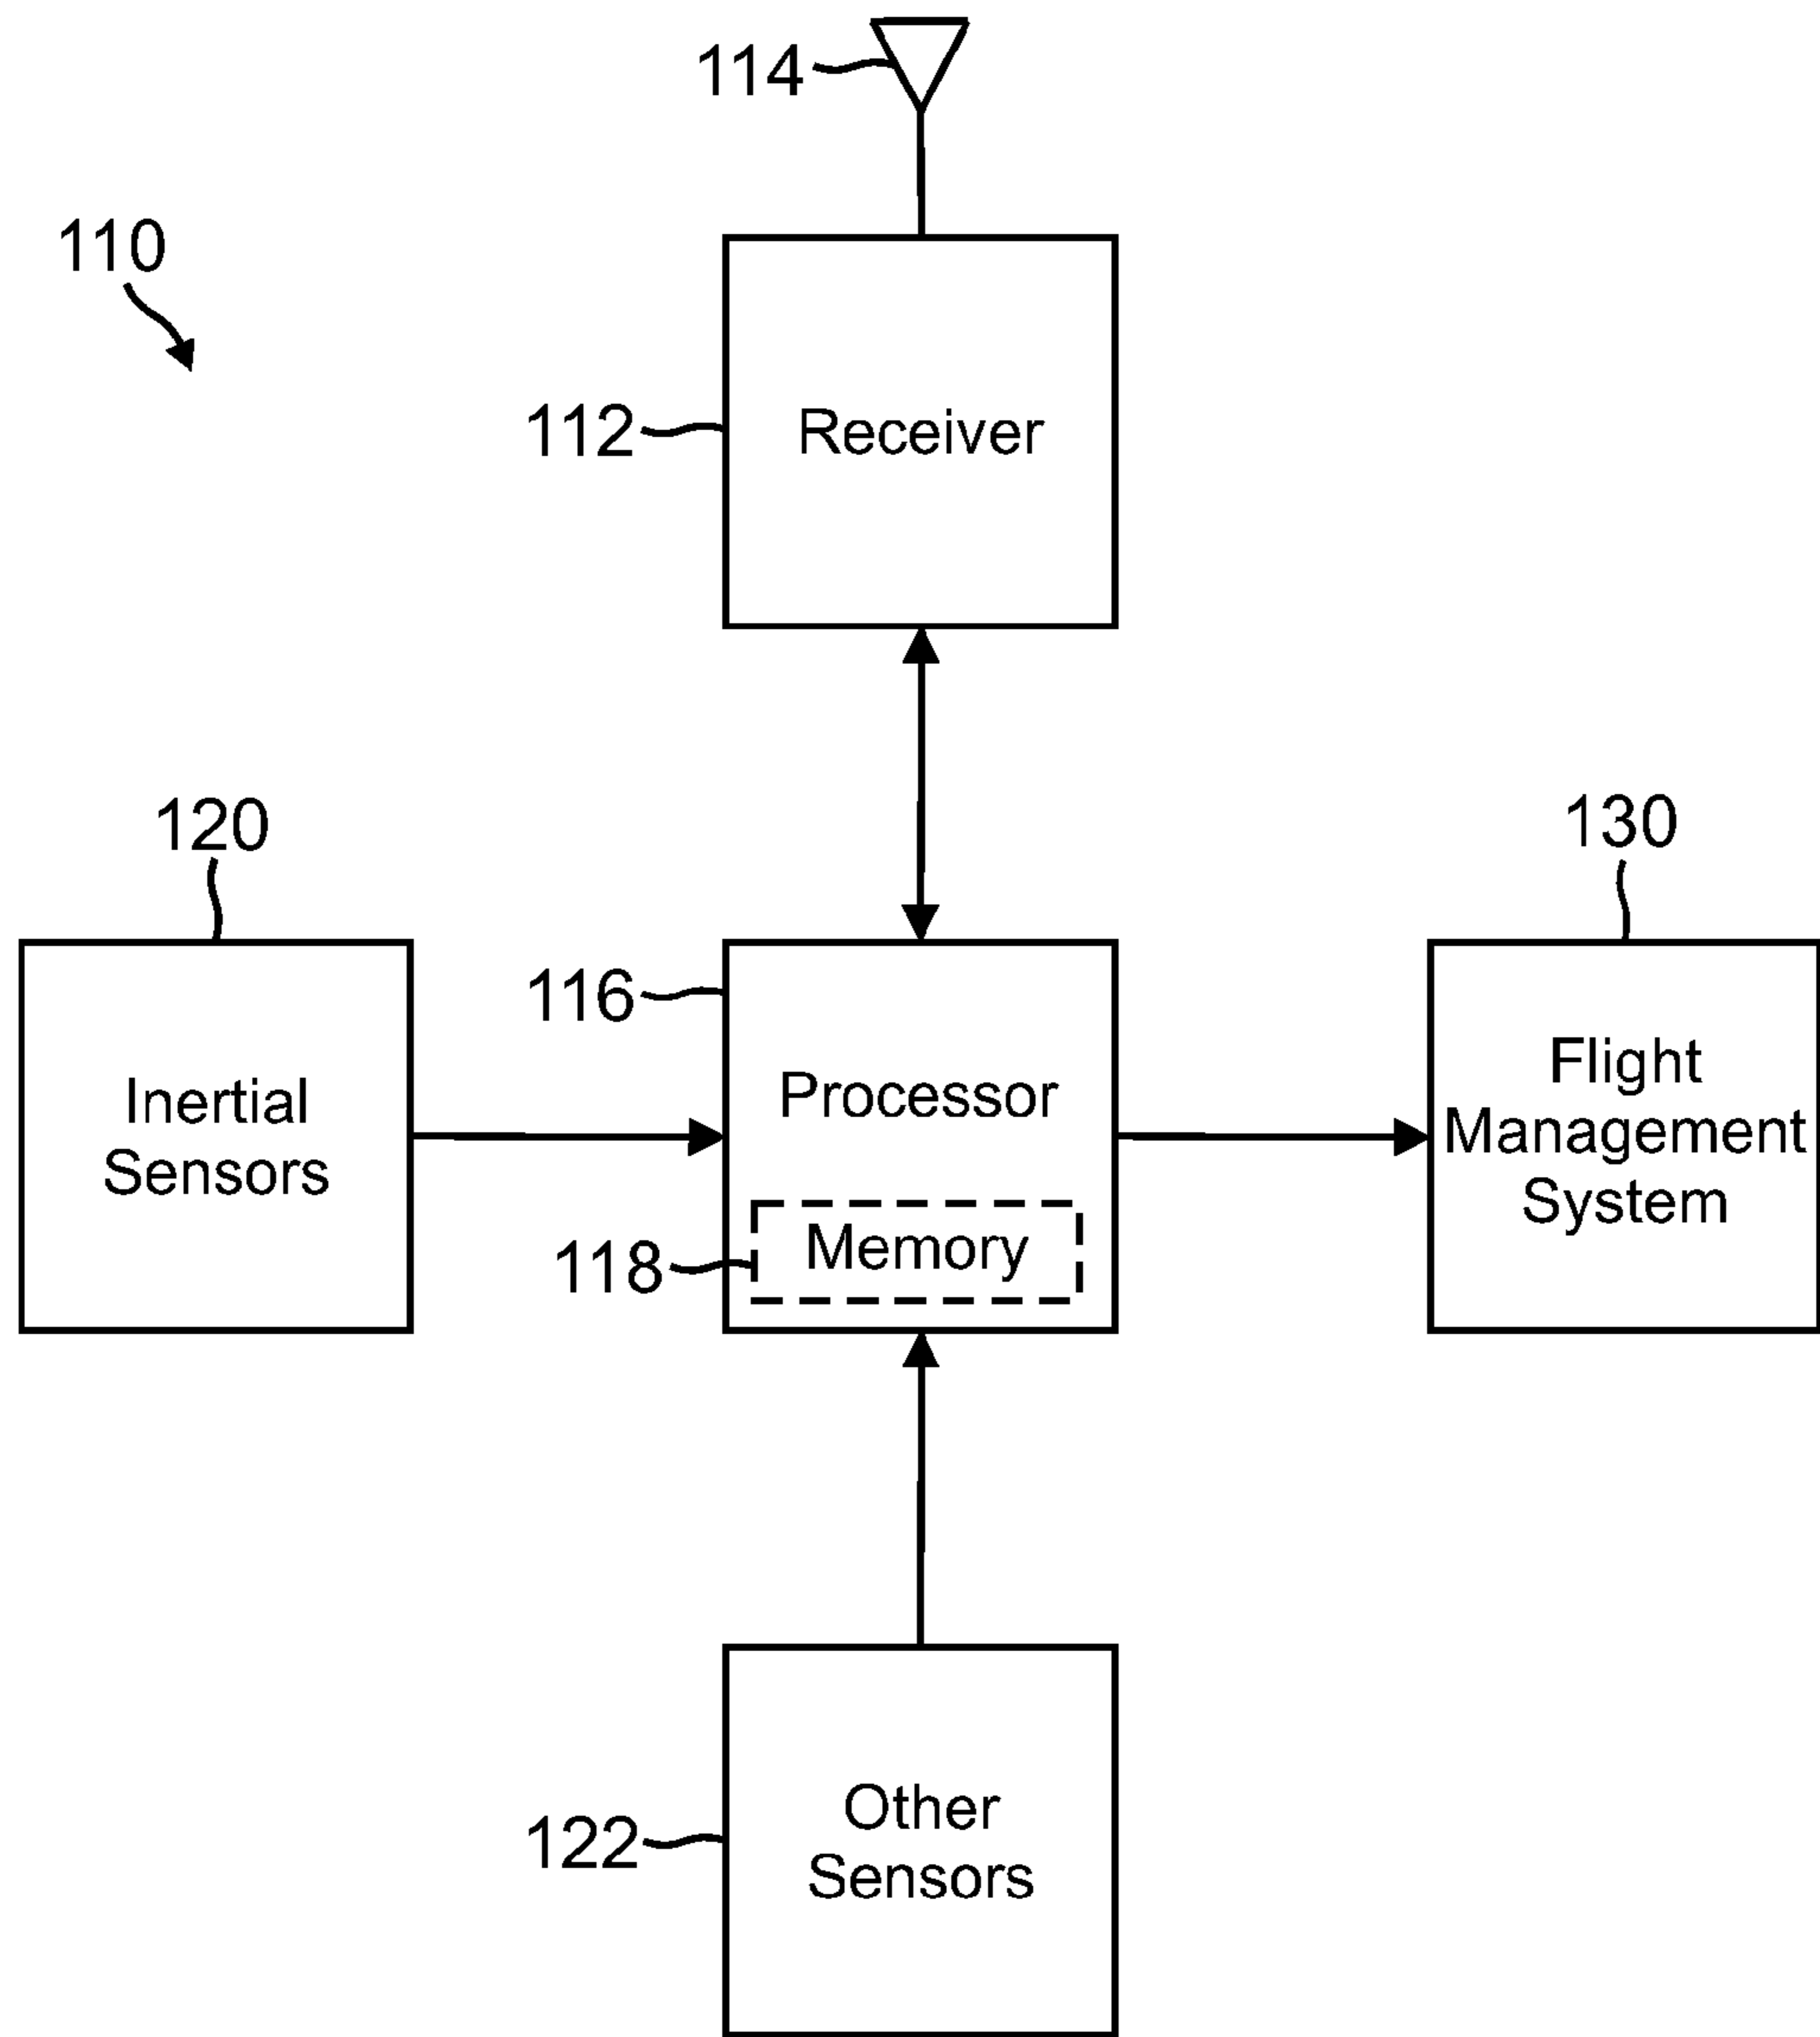 114
110
112
Receiver
120
130
116
Inertial
Sensors
Processor
Flight
Management
System
118
Memory
122
Other
Sensors